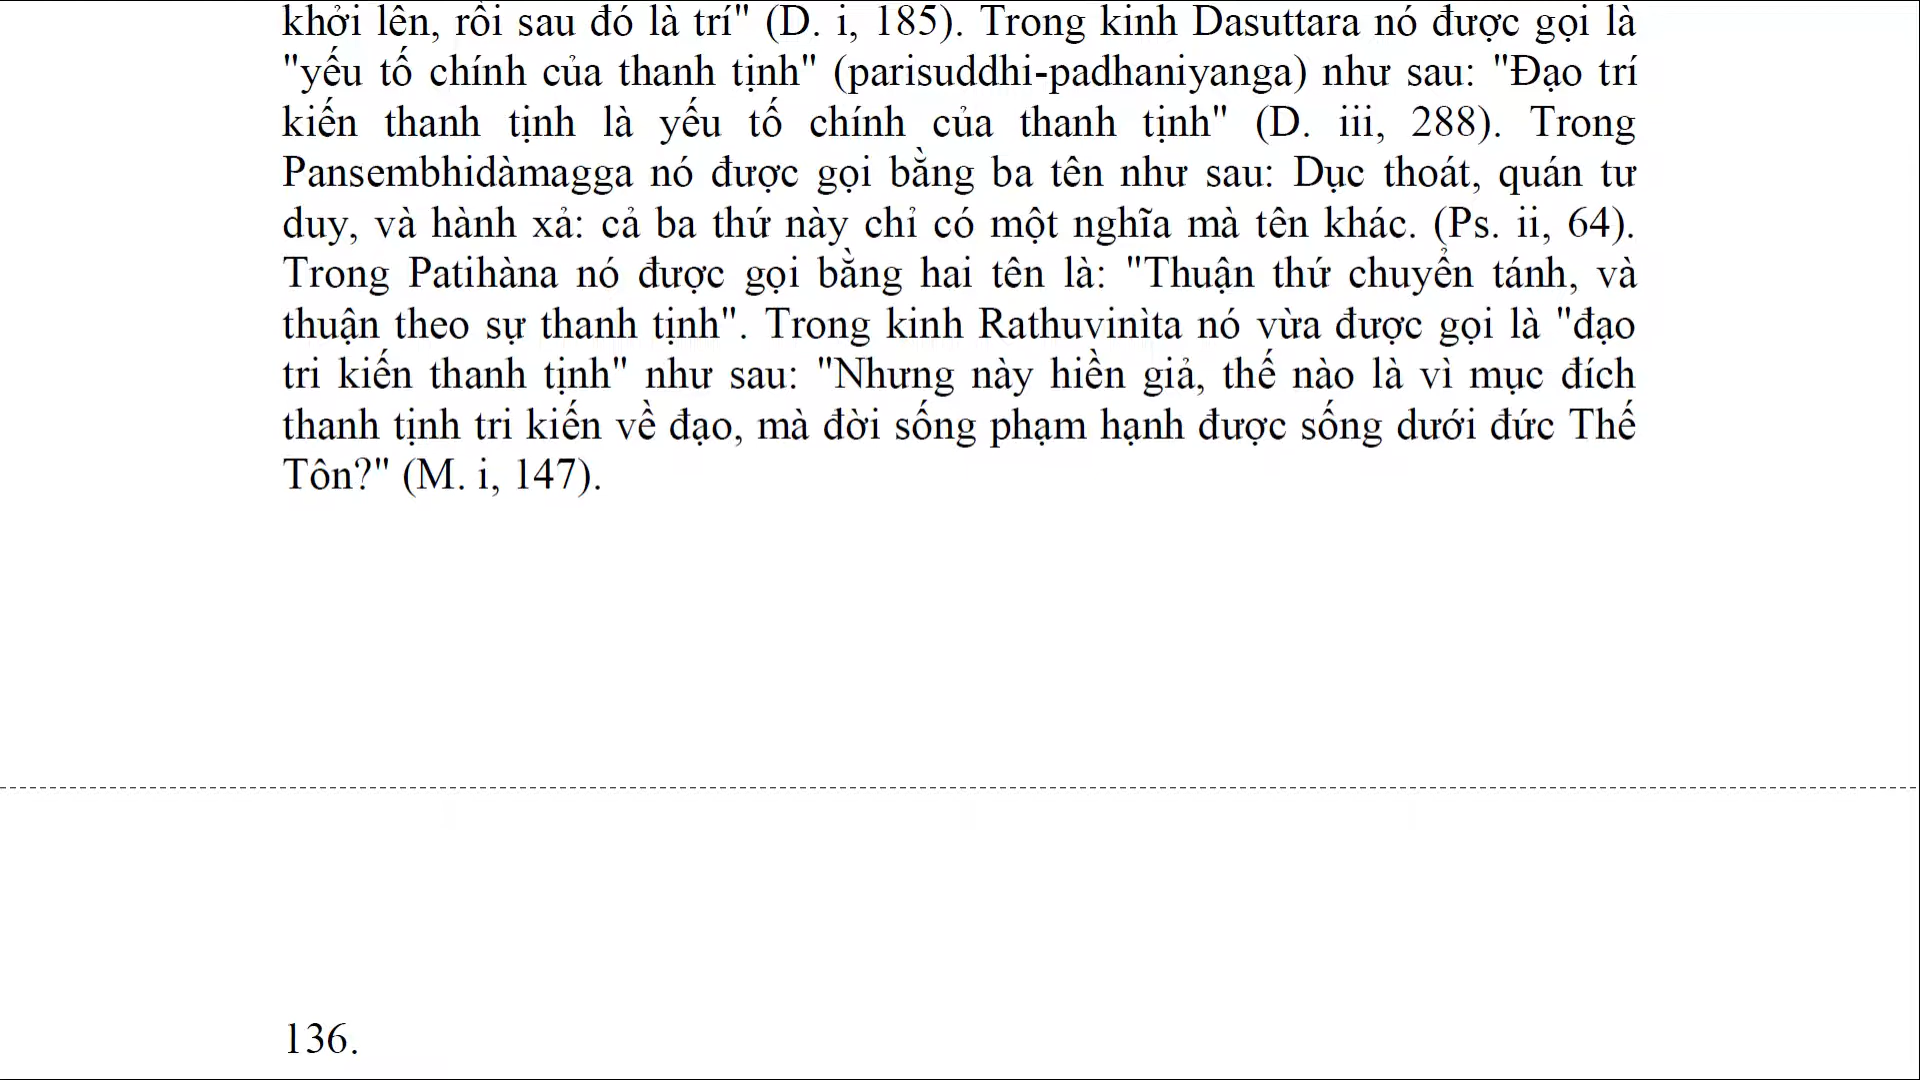 khởi lên, rồi sau đó là trí" (D. i, 185). Trong kinh Dasuttara nó được gọi là
"yếu tố chính của thanh tịnh" (parisuddhi-padhaniyanga) như sau: "Đạo trí
kiến thanh tịnh là yếu tố chính của thanh tịnh" (D. iii, 288). Trong
Pansembhidàmagga nó được gọi bằng ba tên như sau: Dục thoát, quán tư
duy, và hành xả: cả ba thứ này chỉ có một nghĩa mà tên khác. (Ps. ii, 64).
Trong Patihàna nó được gọi bằng hai tên là: "Thuận thứ chuyển tánh, và
thuận theo sự thanh tịnh". Trong kinh Rathuvinìta nó vừa được gọi là "đạo
tri kiến thanh tịnh" như sau: "Nhưng này hiền giả, thế nào là vì mục đích
thanh tịnh tri kiến về đạo, mà đời sống phạm hạnh được sống dưới đức Thế
Tôn?" (M. i, 147).
136.